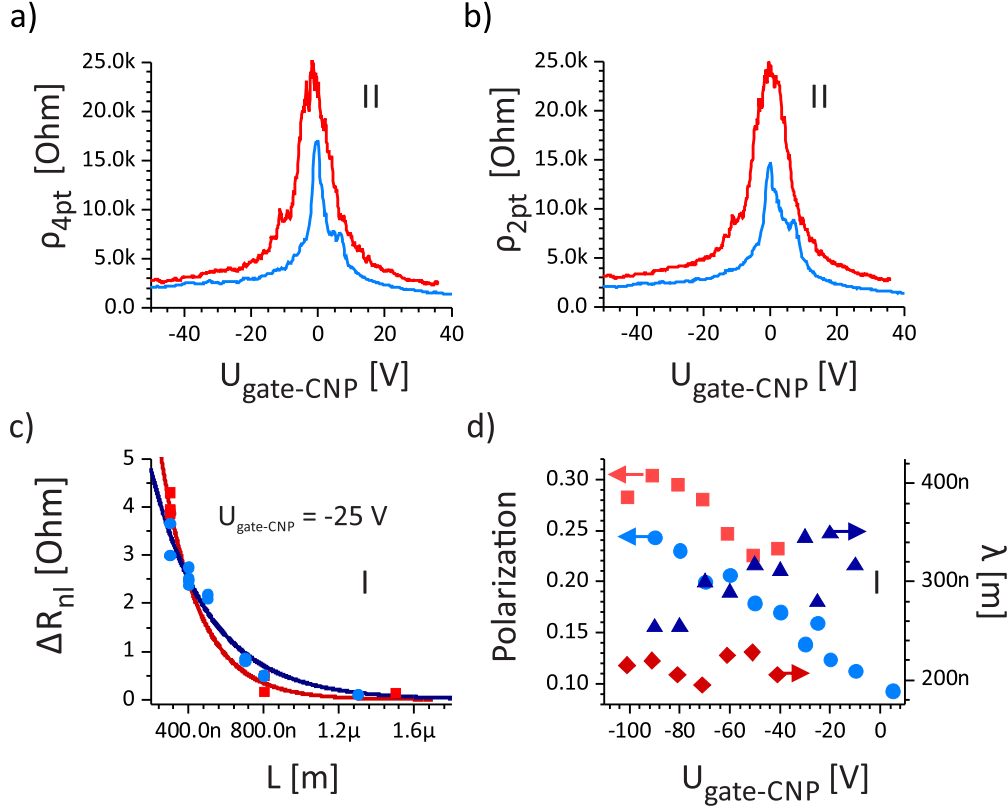 a)
25.0k
20.0k
15.0k
10.0k
5.0k
0.0
ρ4pt [Ohm]
II
-40 -20 0 20 40
Ugate-CNP [V]
b)
25.0k
20.0k
15.0k
10.0k
5.0k
0.0
ρ2pt [Ohm]
II
-40 -20 0 20 40
Ugate-CNP [V]
c)
5
4
3
2
1
0
ΔRnl [Ohm]
Ugate-CNP = -25 V
I
400.0n 800.0n 1.2μ 1.6μ
L [m]
d)
0.30
0.25
0.20
0.15
0.10
Polarization
400n
300n
200n
λ [m]
I
-100 -80 -60 -40 -20 0
Ugate-CNP [V]